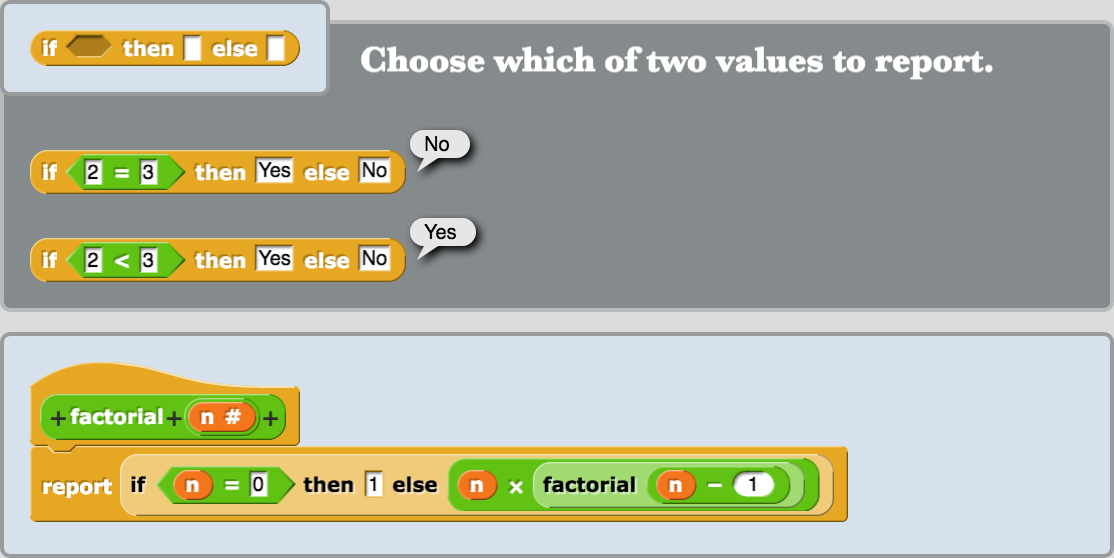 if then else
Choose which of two values to report.
if 2 = 3 then Yes else No
No
if 2 < 3 then Yes else No
Yes
+ factorial + n # +
report if n = 0 then 1 else n × factorial n − 1